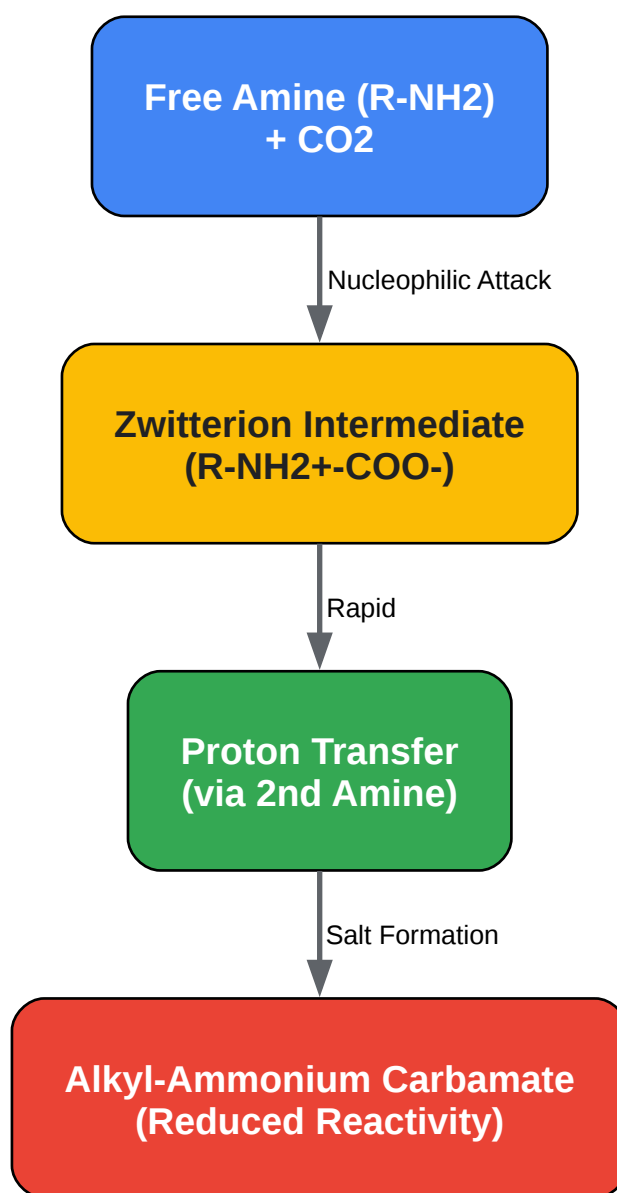 Free Amine (R-NH2)
+ CO2
Nucleophilic Attack
Zwitterion Intermediate
(R-NH2+-COO-)
Rapid
Proton Transfer
(via 2nd Amine)
Salt Formation
Alkyl-Ammonium Carbamate
(Reduced Reactivity)